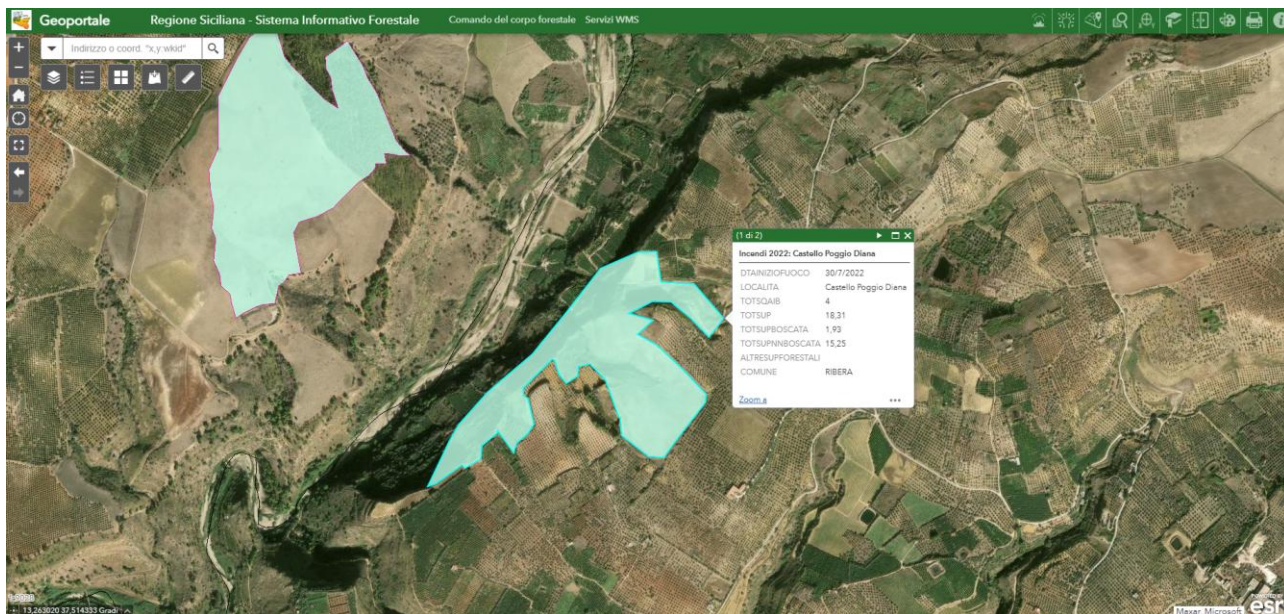 Geoportale Regione Siciliana - Sistema Informativo Forestale Comando del corpo forestale Servizi WMS
+
Indirizzo o coord. "x,y:wkid"
−
(1 di 2)
Incendi 2022: Castello Poggio Diana
DTAINIZIOFUOCO 30/7/2022
LOCALITA Castello Poggio Diana
TOTSQAIB 4
TOTSUP 18,31
TOTSUPBOSCATA 1,93
TOTSUPNNBOSCATA 15,25
ALTRESUPFORESTALI
COMUNE RIBERA
Zoom a •••
13,263020 37,514333 Gradi
Maxar, Microsoft
esri